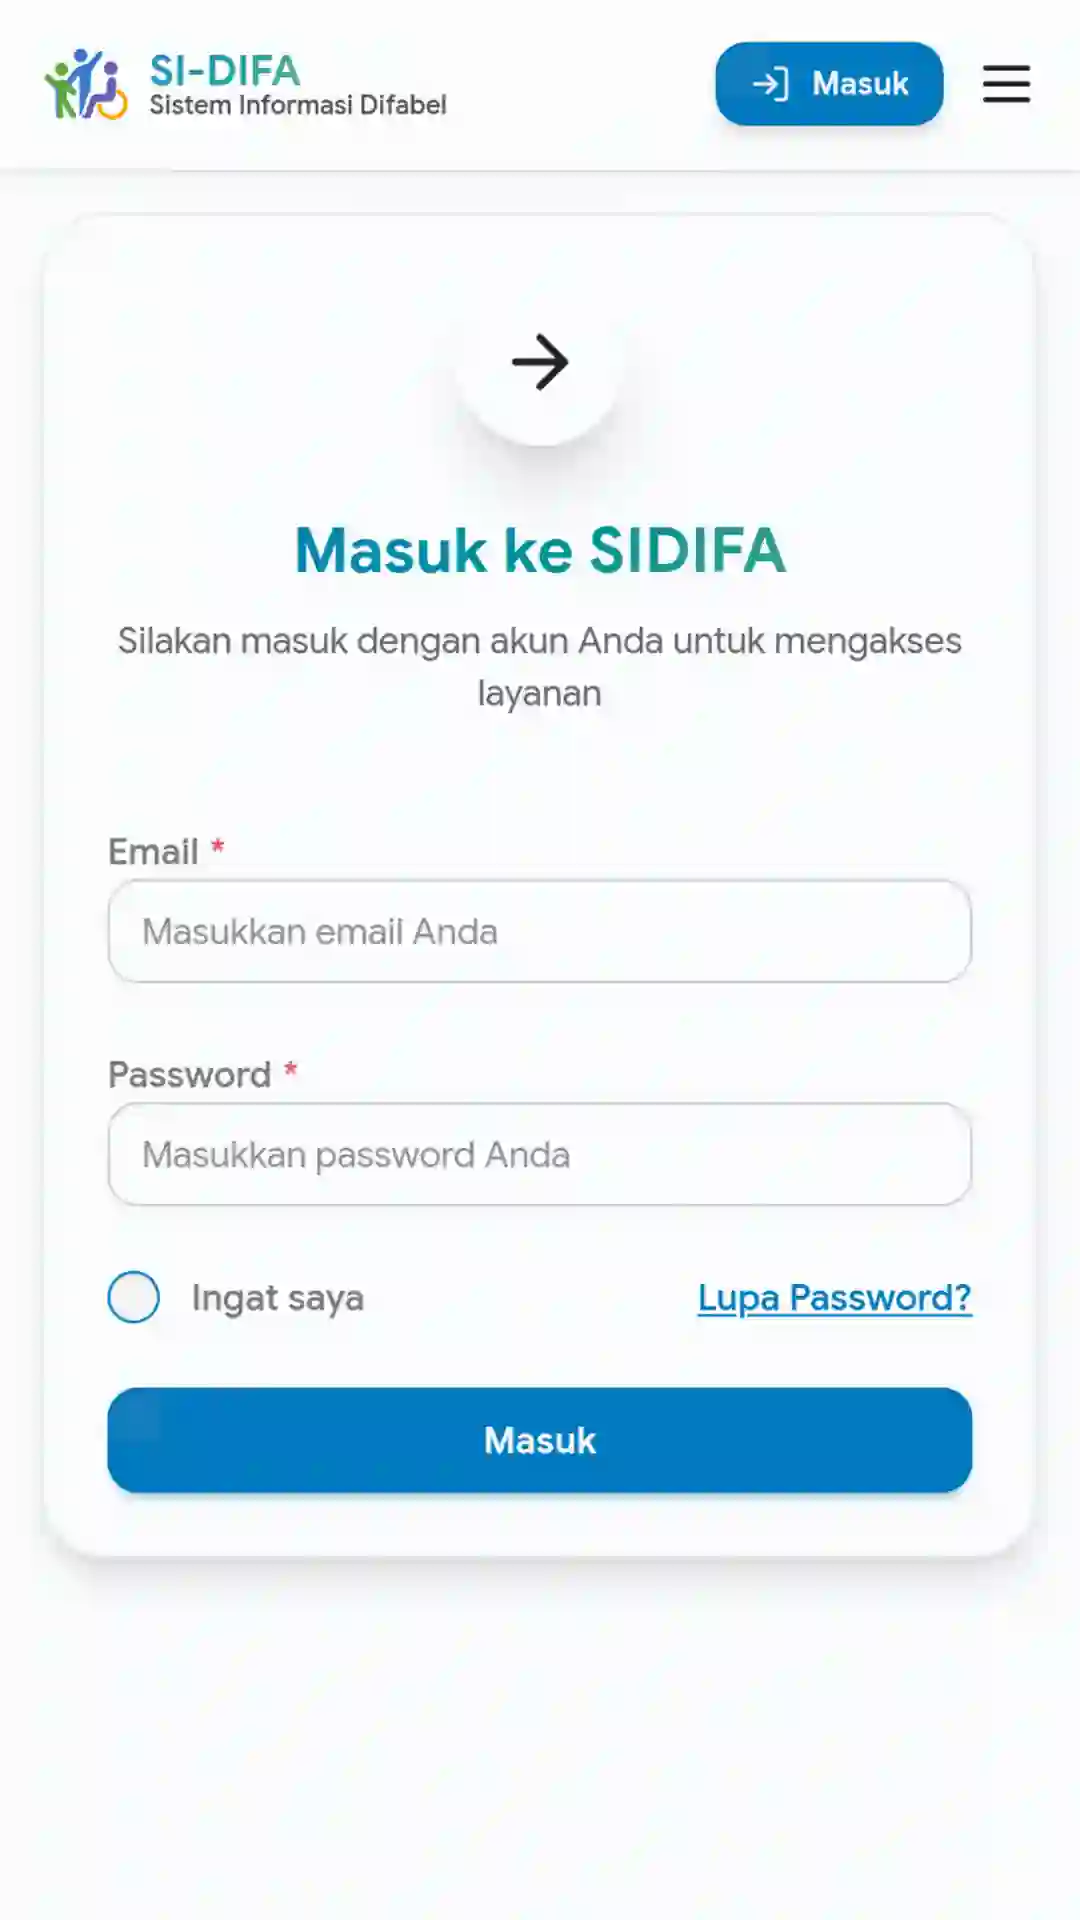 SI-DIFA
Sistem Informasi Difabel
Masuk
Masuk ke SIDIFA
Silakan masuk dengan akun Anda untuk mengakses
layanan
Email *
Masukkan email Anda
Password *
Masukkan password Anda
Ingat saya
Lupa Password?
Masuk